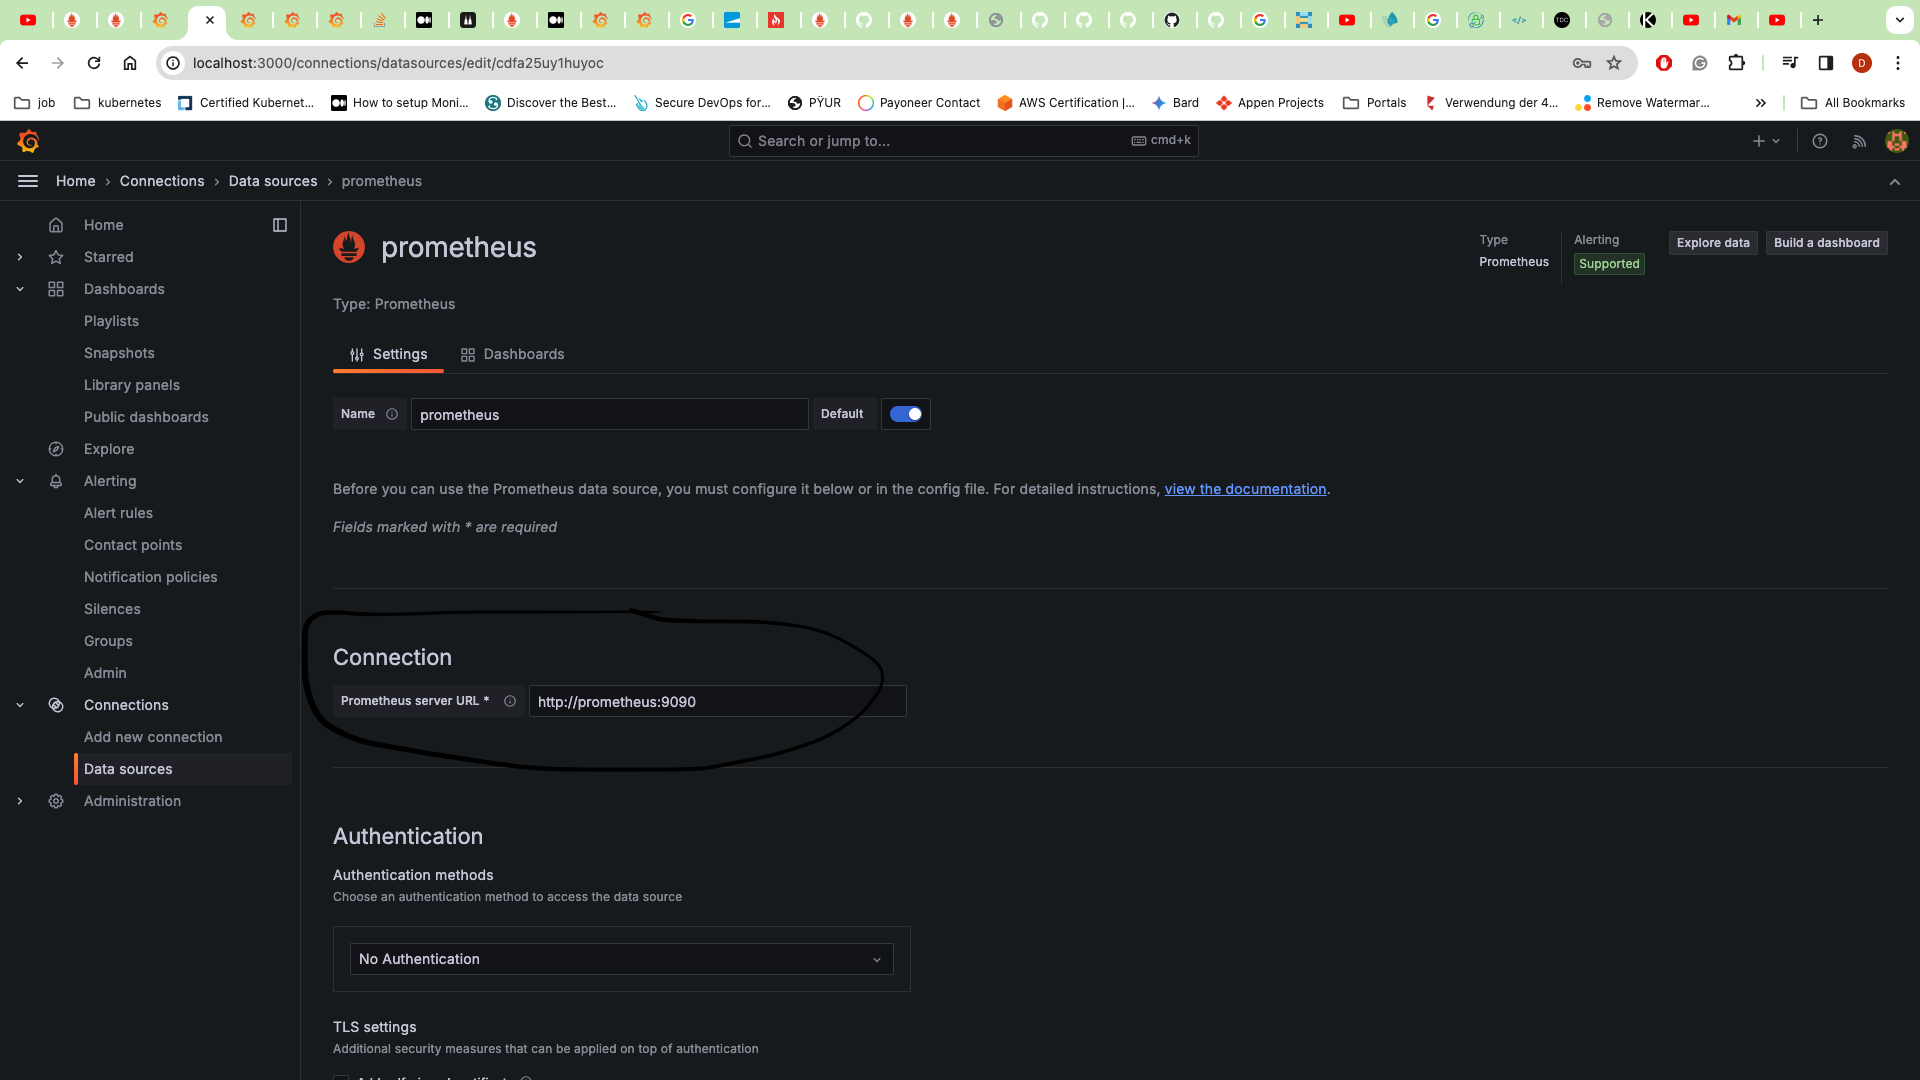 localhost:3000/connections/datasources/edit/cdfa25uy1huyoc
D
job
kubernetes
Certified Kubernet...
How to setup Moni...
Discover the Best...
Secure DevOps for...
PŸUR
Payoneer Contact
AWS Certification |...
Bard
Appen Projects
Portals
Verwendung der 4...
Remove Watermar...
All Bookmarks
Search or jump to...
cmd+k
Home › Connections › Data sources › prometheus
Home
Starred
Dashboards
Playlists
Snapshots
Library panels
Public dashboards
Explore
Alerting
Alert rules
Contact points
Notification policies
Silences
Groups
Admin
Connections
Add new connection
Data sources
Administration
prometheus
Type
Prometheus
Alerting
Supported
Explore data
Build a dashboard
Type: Prometheus
Settings
Dashboards
Name
prometheus
Default
Before you can use the Prometheus data source, you must configure it below or in the config file. For detailed instructions, view the documentation.
Fields marked with * are required
Connection
Prometheus server URL *
http://prometheus:9090
Authentication
Authentication methods
Choose an authentication method to access the data source
No Authentication
TLS settings
Additional security measures that can be applied on top of authentication